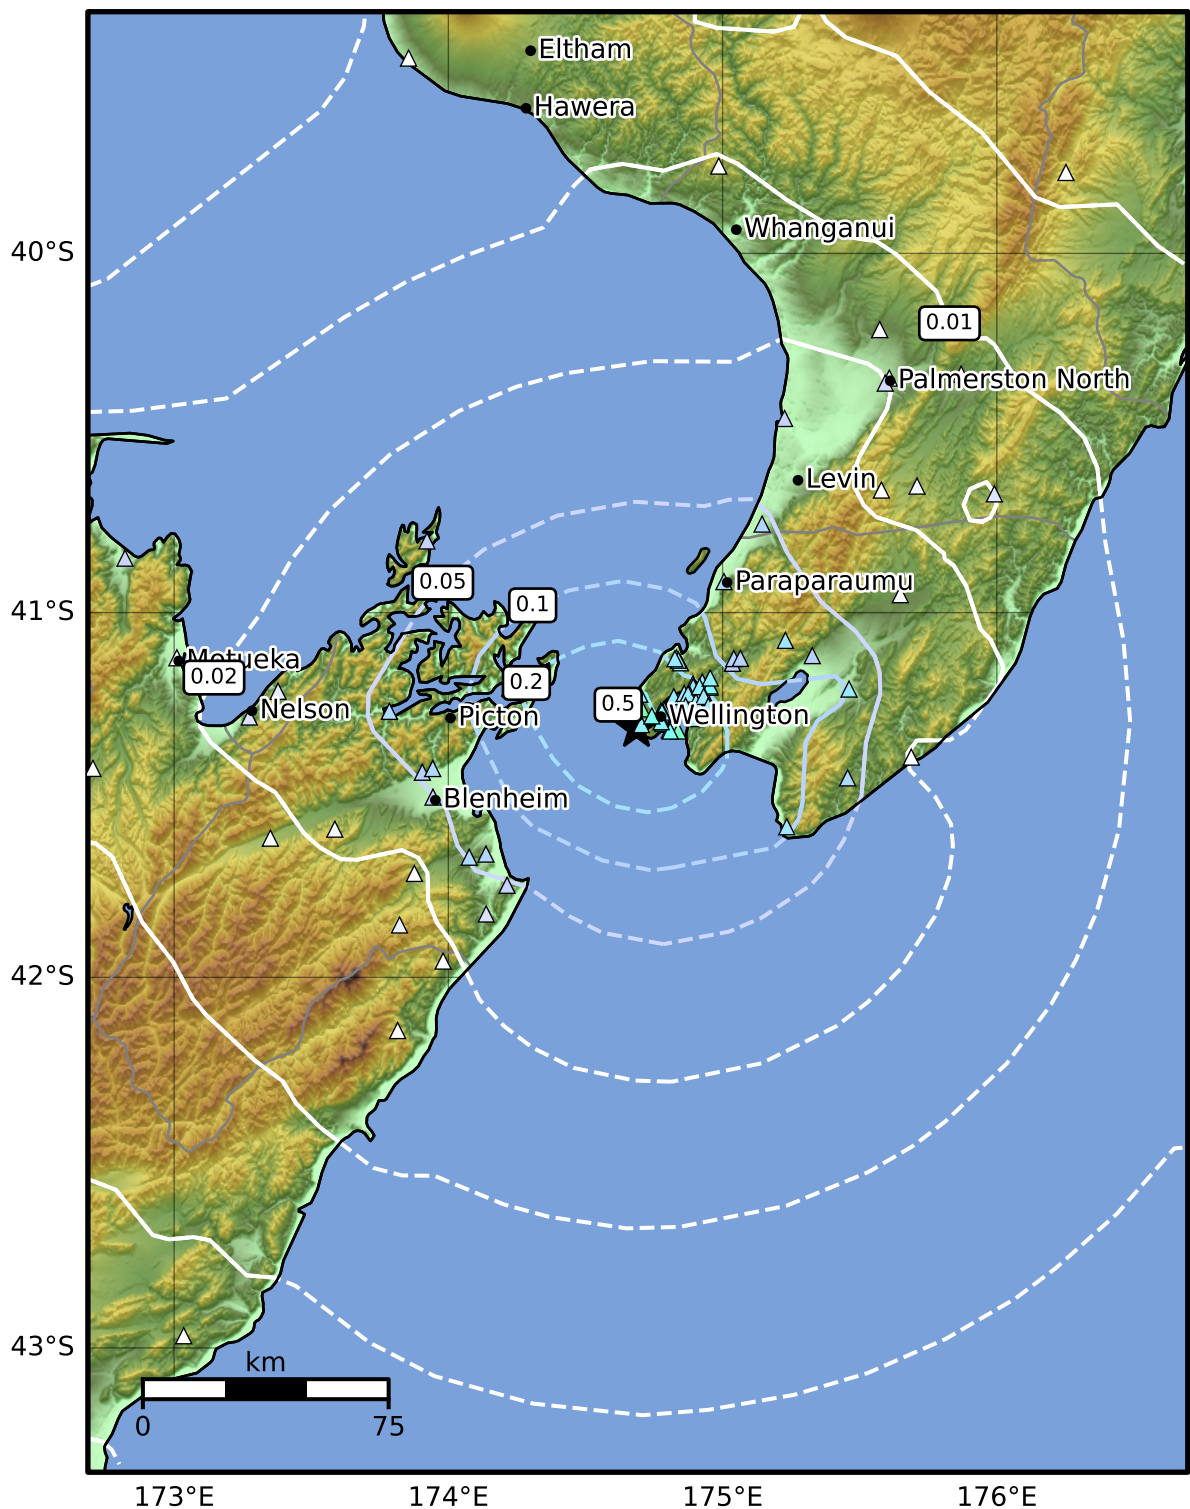 Eltham
Hawera
Whanganui
40°S
0.01
Palmerston North
Levin
0.05
Paraparaumu
0.1
41°S
Motueka
0.02
0.2
0.5
Nelson
Picton
Wellington
Blenheim
42°S
43°S
km
0 75
173°E 174°E 175°E 176°E